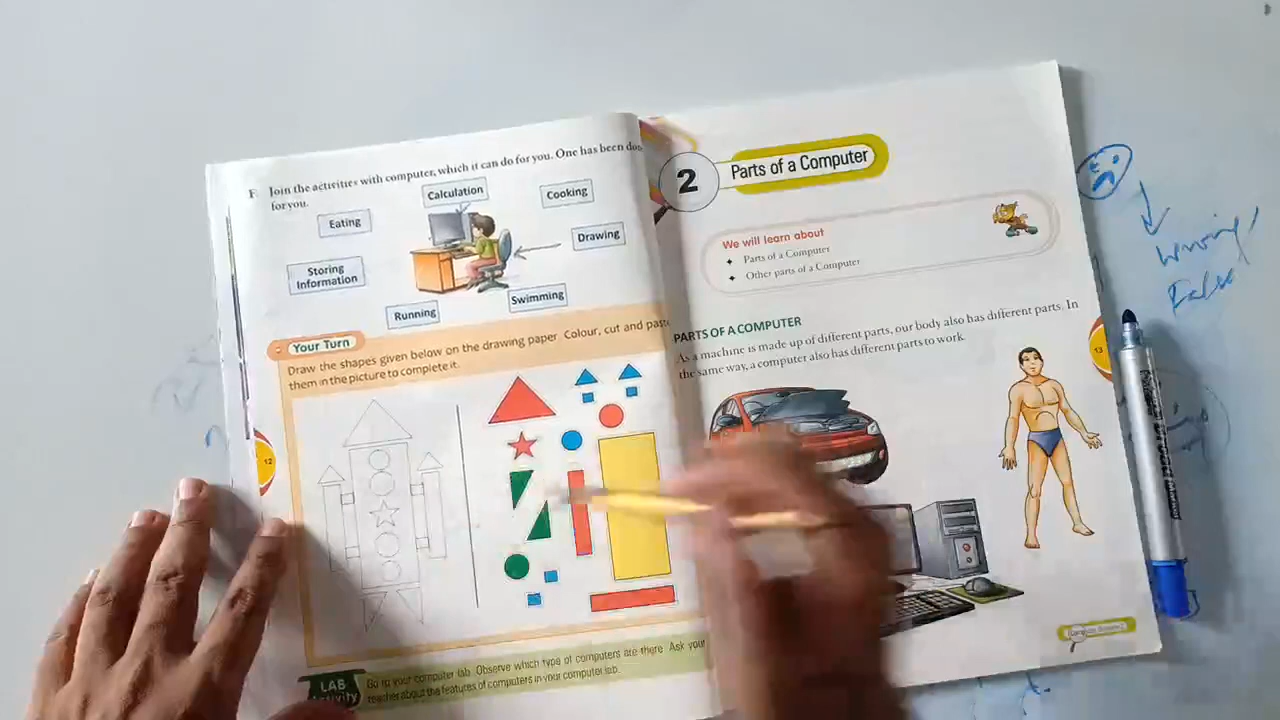 F. Join the activities with computer, which it can do for you. One has been
for you.
Calculation
Cooking
Eating
Drawing
Storing
Information
Swimming
Running
Your Turn
Draw the shapes given below on the drawing paper. Colour, cut and paste
them in the picture to complete it.
12
LAB
Activity
Go to your computer lab. Observe which type of computers are there. Ask your
teacher about the features of computers in your computer lab.
2
Parts of a Computer
We will learn about
Parts of a Computer
Other parts of a Computer
PARTS OF A COMPUTER
As a machine is made up of different parts, our body also has different parts. In
the same way, a computer also has different parts to work.
13